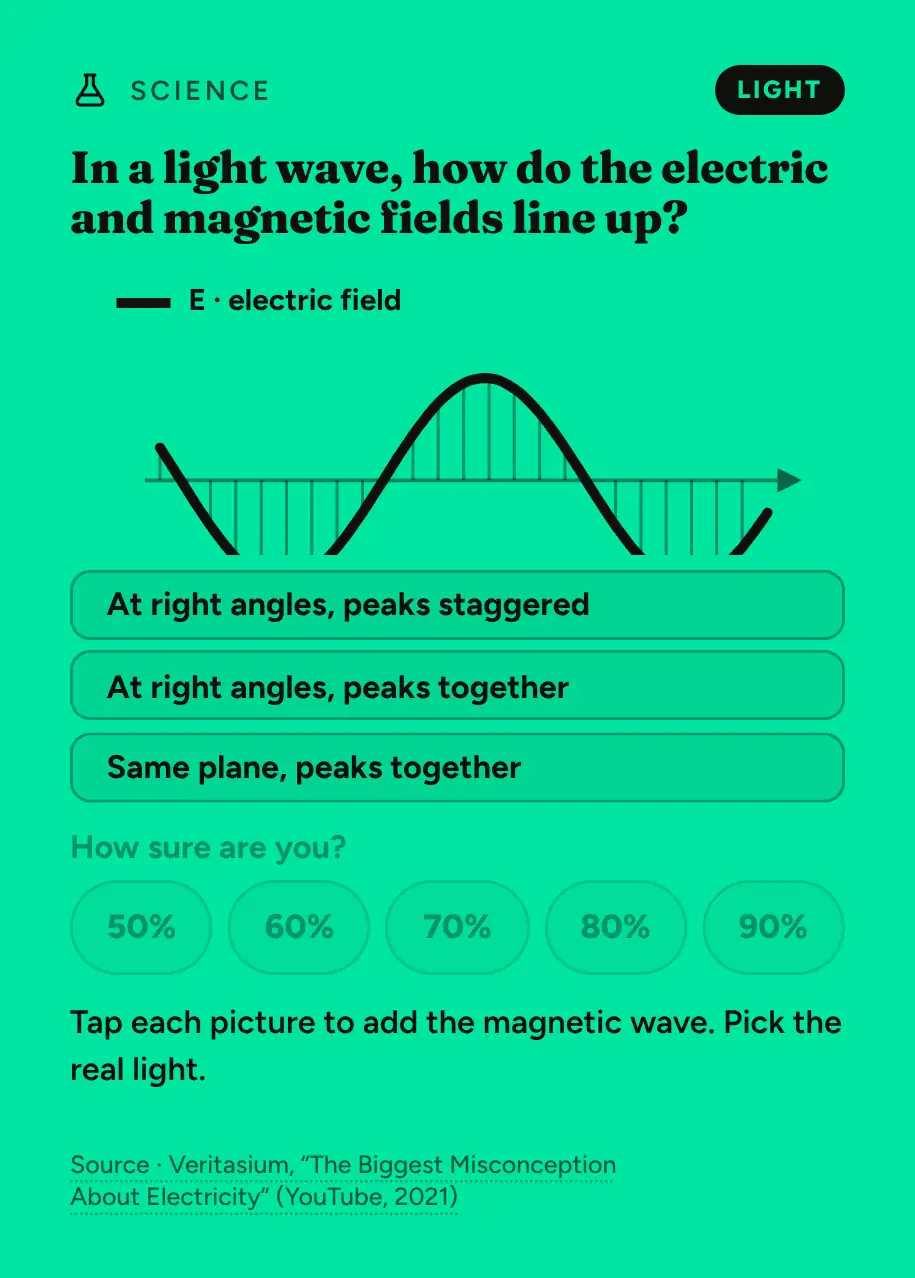 SCIENCE
LIGHT
In a light wave, how do the electric
and magnetic fields line up?
E · electric field
At right angles, peaks staggered
At right angles, peaks together
Same plane, peaks together
How sure are you?
50% 60% 70% 80% 90%
Tap each picture to add the magnetic wave. Pick the
real light.
Source · Veritasium, “The Biggest Misconception
About Electricity” (YouTube, 2021)